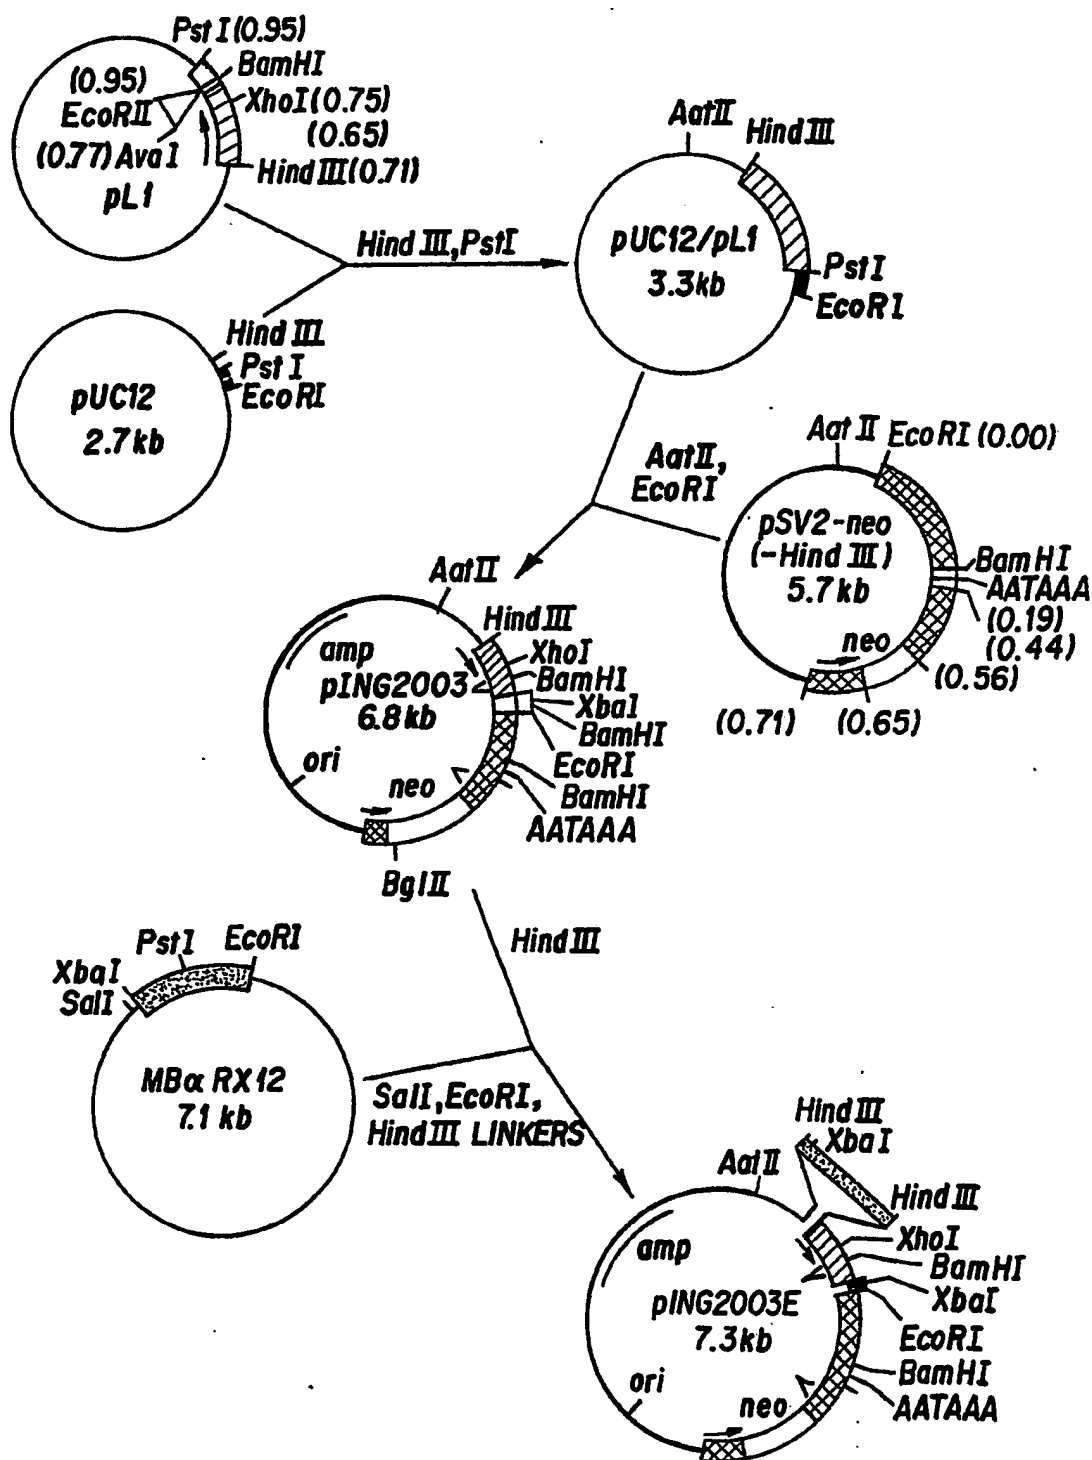 Pst I (0.95)
BamHI
(0.95)
EcoRII
XhoI (0.75)
(0.65)
(0.77) Ava I
Hind III (0.71)
pL1
Hind III, PstI
AatII
Hind III
pUC12/pL1
3.3kb
PstI
EcoRI
Hind III
Pst I
EcoRI
pUC12
2.7kb
AatII,
EcoRI
Aat II
EcoRI (0.00)
pSV2-neo
(-Hind III)
5.7kb
BamHI
AATAAA
(0.19)
(0.44)
neo
(0.56)
(0.71)
(0.65)
AatII
Hind III
XhoI
BamHI
XbaI
BamHI
EcoRI
BamHI
AATAAA
amp
pING2003
6.8kb
ori
neo
BglII
Hind III
PstI
EcoRI
XbaI
SalI
MBα RX12
7.1 kb
SalI, EcoRI,
Hind III LINKERS
Hind III
XbaI
AatII
Hind III
XhoI
BamHI
XbaI
EcoRI
BamHI
AATAAA
amp
pING2003E
7.3kb
ori
neo